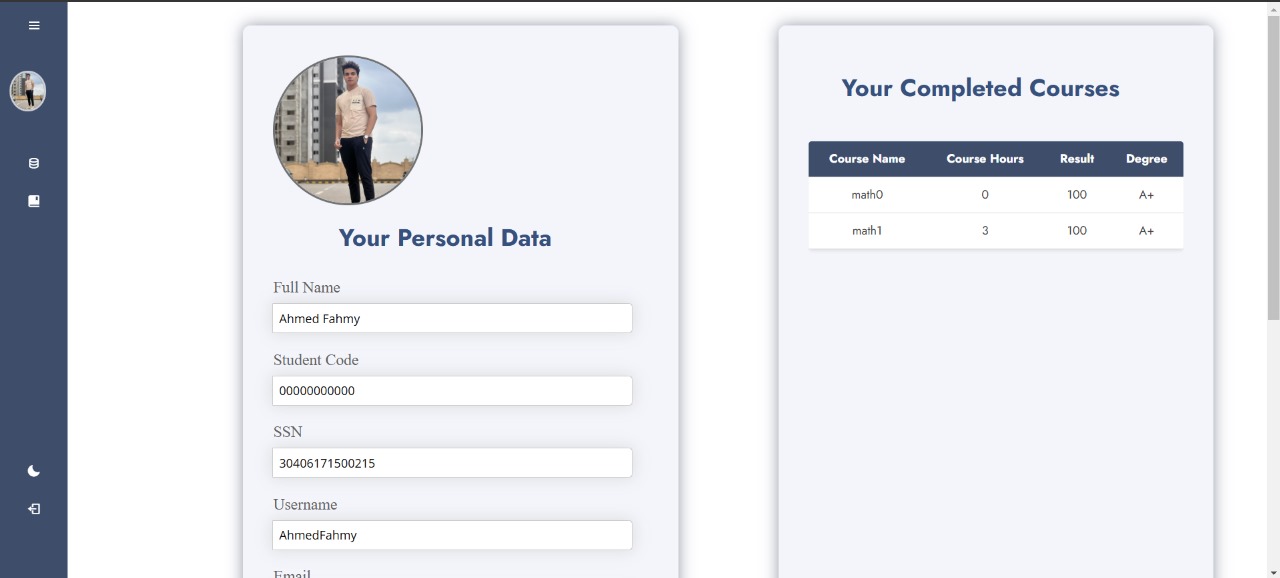 Your Personal Data
Full Name
Ahmed Fahmy
Student Code
00000000000
SSN
30406171500215
Username
AhmedFahmy
Email
Your Completed Courses
Course Name Course Hours Result Degree
math0 0 100 A+
math1 3 100 A+